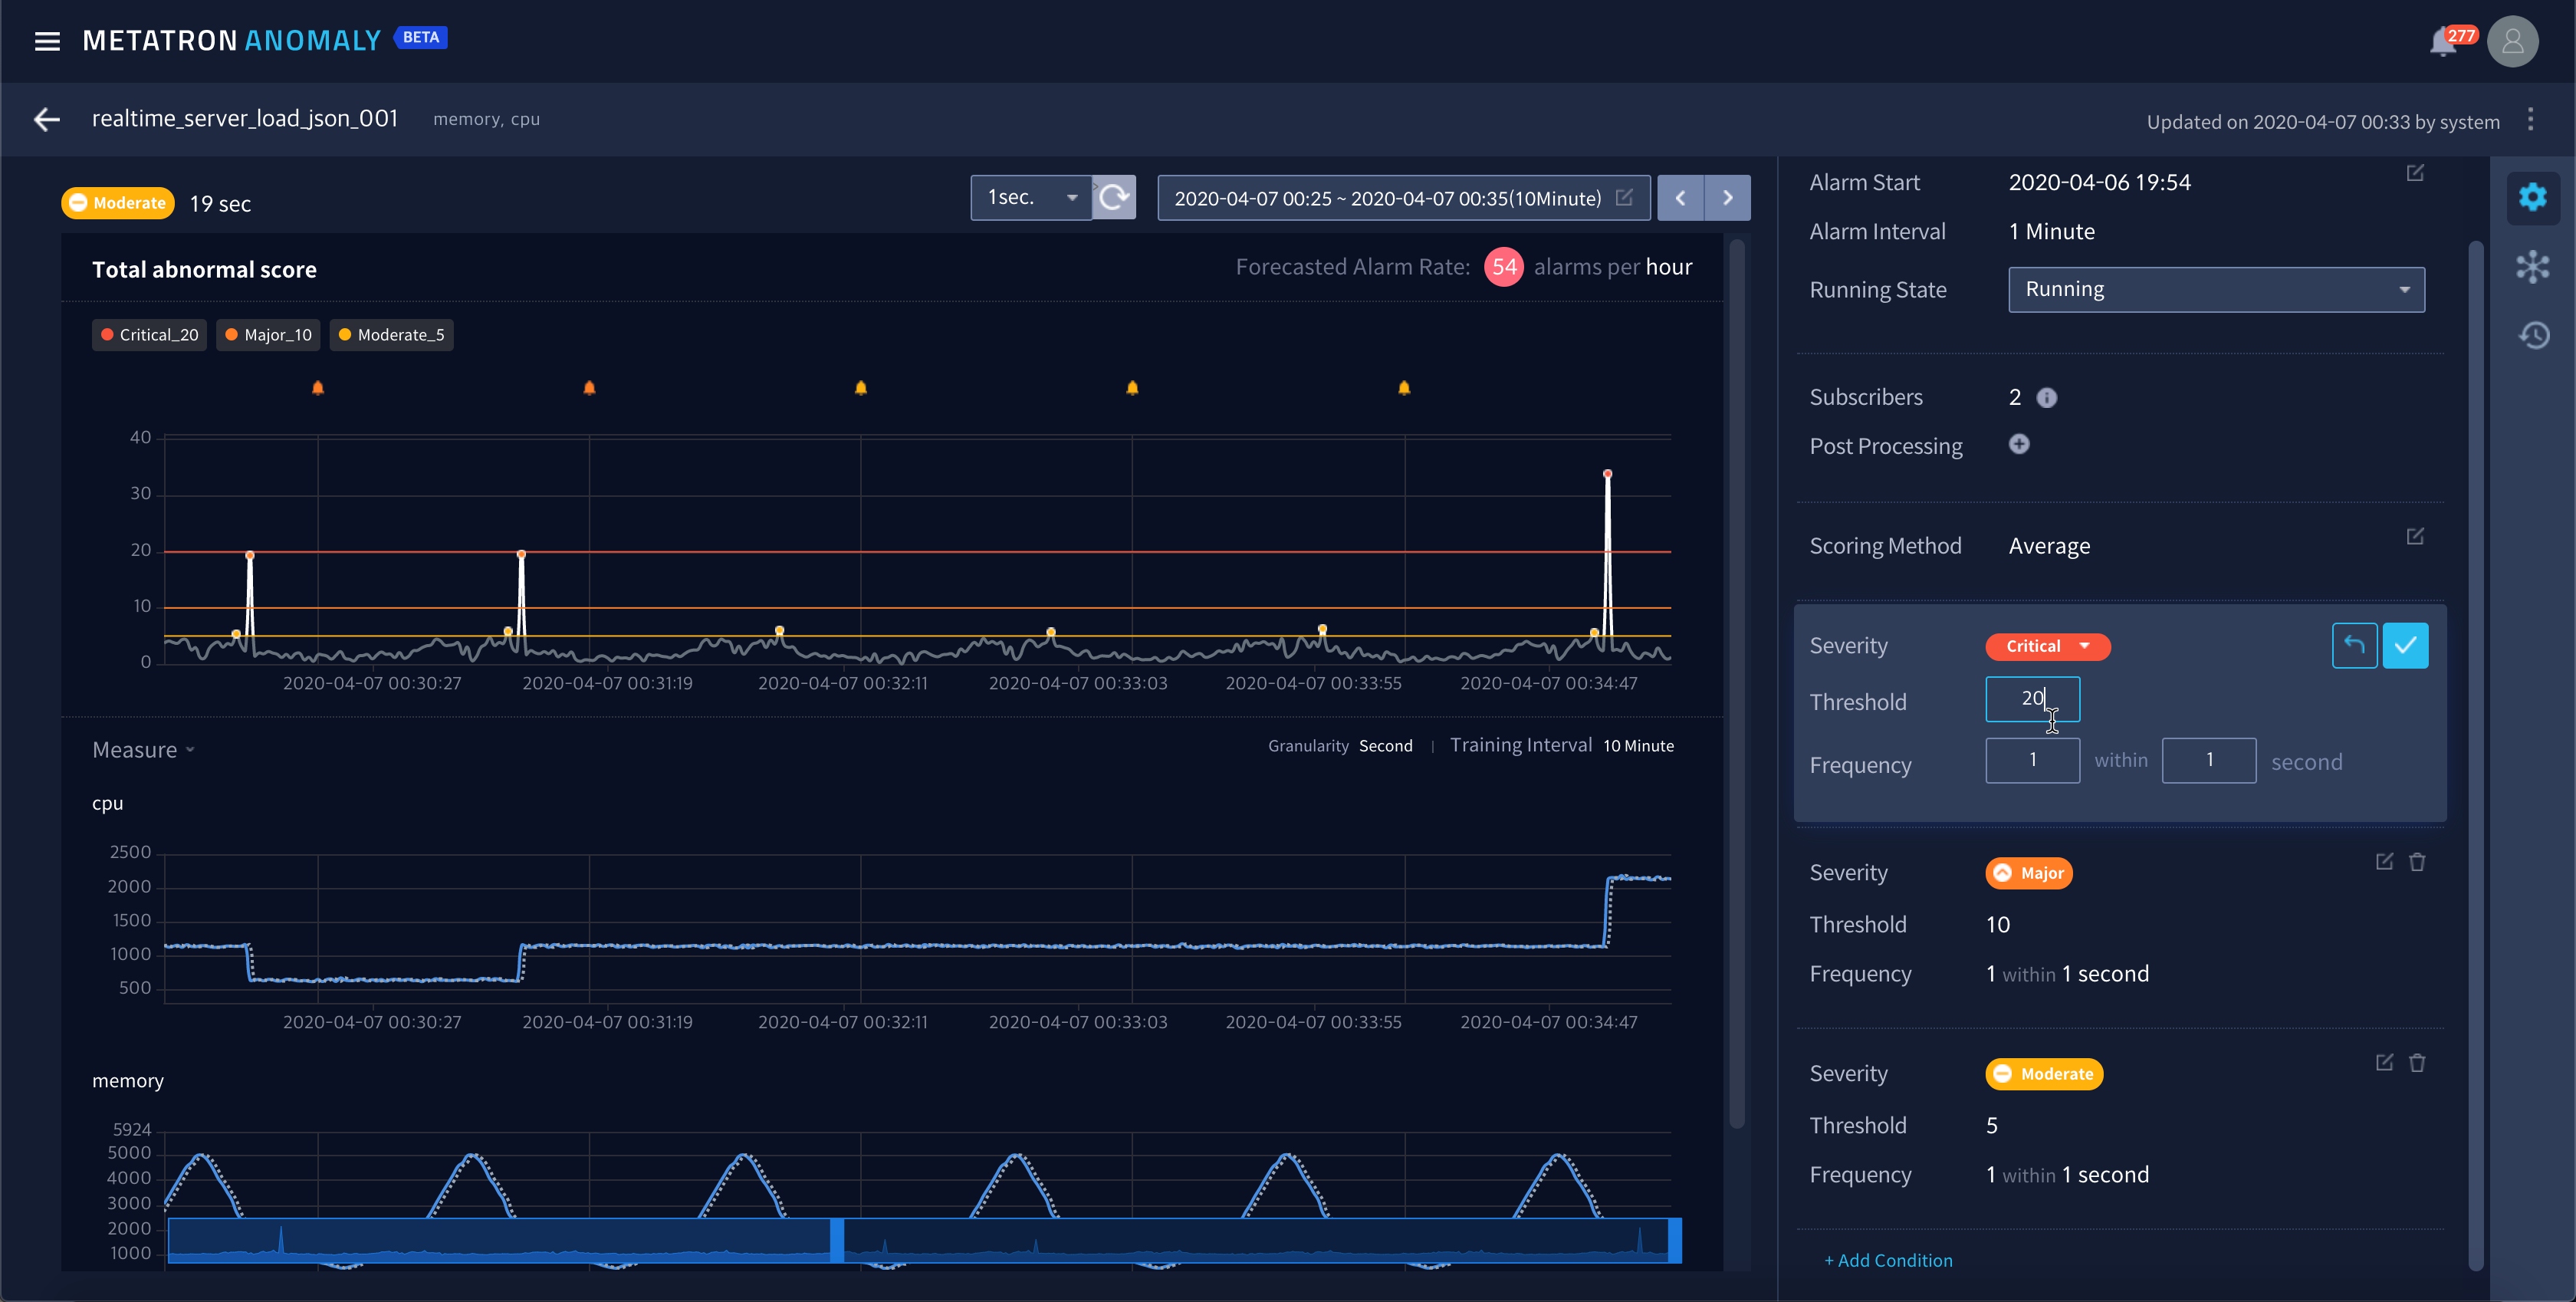 METATRON ANOMALY BETA
277
realtime_server_load_json_001 memory, cpu
Updated on 2020-04-07 00:33 by system
Moderate 19 sec
1sec.
2020-04-07 00:25 ~ 2020-04-07 00:35(10Minute)
Total abnormal score
Forecasted Alarm Rate: 54 alarms per hour
Critical_20 Major_10 Moderate_5
40
30
20
10
0
2020-04-07 00:30:27 2020-04-07 00:31:19 2020-04-07 00:32:11 2020-04-07 00:33:03 2020-04-07 00:33:55 2020-04-07 00:34:47
Measure
Granularity Second | Training Interval 10 Minute
cpu
2500
2000
1500
1000
500
2020-04-07 00:30:27 2020-04-07 00:31:19 2020-04-07 00:32:11 2020-04-07 00:33:03 2020-04-07 00:33:55 2020-04-07 00:34:47
memory
5924
5000
4000
3000
2000
1000
Alarm Start 2020-04-06 19:54
Alarm Interval 1 Minute
Running State Running
Subscribers 2
Post Processing
Scoring Method Average
Severity Critical
Threshold 20
Frequency 1 within 1 second
Severity Major
Threshold 10
Frequency 1 within 1 second
Severity Moderate
Threshold 5
Frequency 1 within 1 second
+ Add Condition